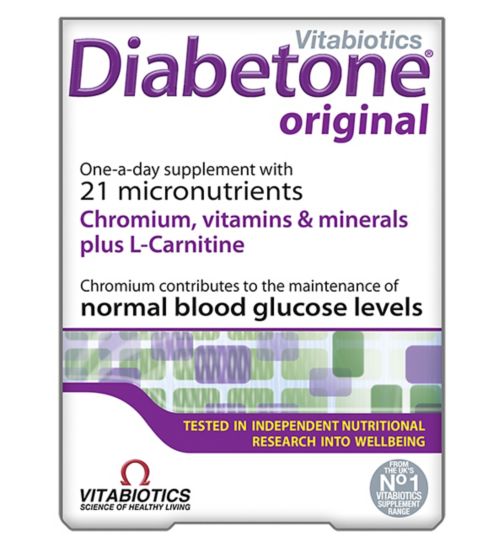 Vitabiotics
Diabetone®
original
One-a-day supplement with
21 micronutrients
Chromium, vitamins & minerals
plus L-Carnitine
Chromium contributes to the maintenance of
normal blood glucose levels
TESTED IN INDEPENDENT NUTRITIONAL
RESEARCH INTO WELLBEING
VITABIOTICS
SCIENCE OF HEALTHY LIVING
FROM
THE UK'S
Nº1
VITABIOTICS
SUPPLEMENT
RANGE